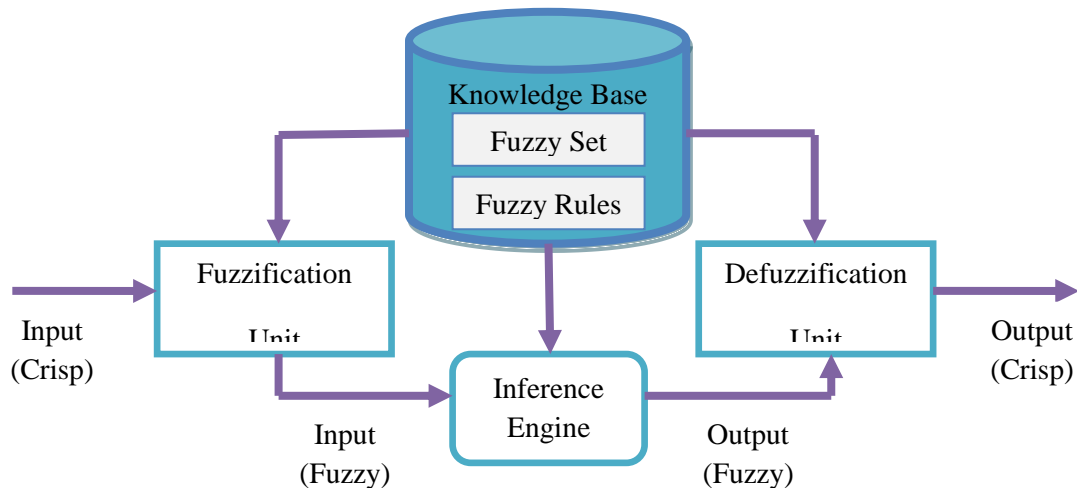 Knowledge Base
Fuzzy Set
Fuzzy Rules
Fuzzification
Unit
Defuzzification
Unit
Input
(Crisp)
Output
(Crisp)
Inference
Engine
Input
(Fuzzy)
Output
(Fuzzy)